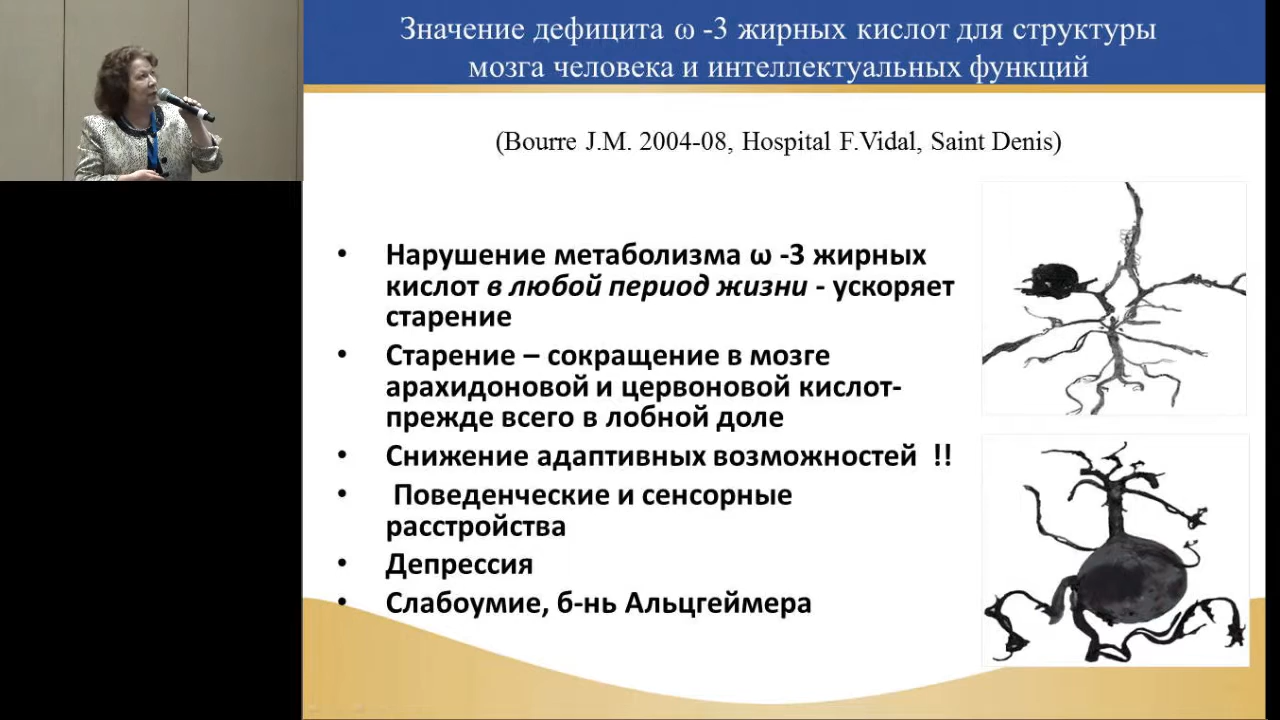 Значение дефицита ω -3 жирных кислот для структуры
мозга человека и интеллектуальных функций
(Bourre J.M. 2004-08, Hospital F.Vidal, Saint Denis)
• Нарушение метаболизма ω -3 жирных
кислот в любой период жизни - ускоряет
старение
• Старение – сокращение в мозге
арахидоновой и цервоновой кислот-
прежде всего в лобной доле
• Снижение адаптивных возможностей !!
• Поведенческие и сенсорные
расстройства
• Депрессия
• Слабоумие, б-нь Альцгеймера